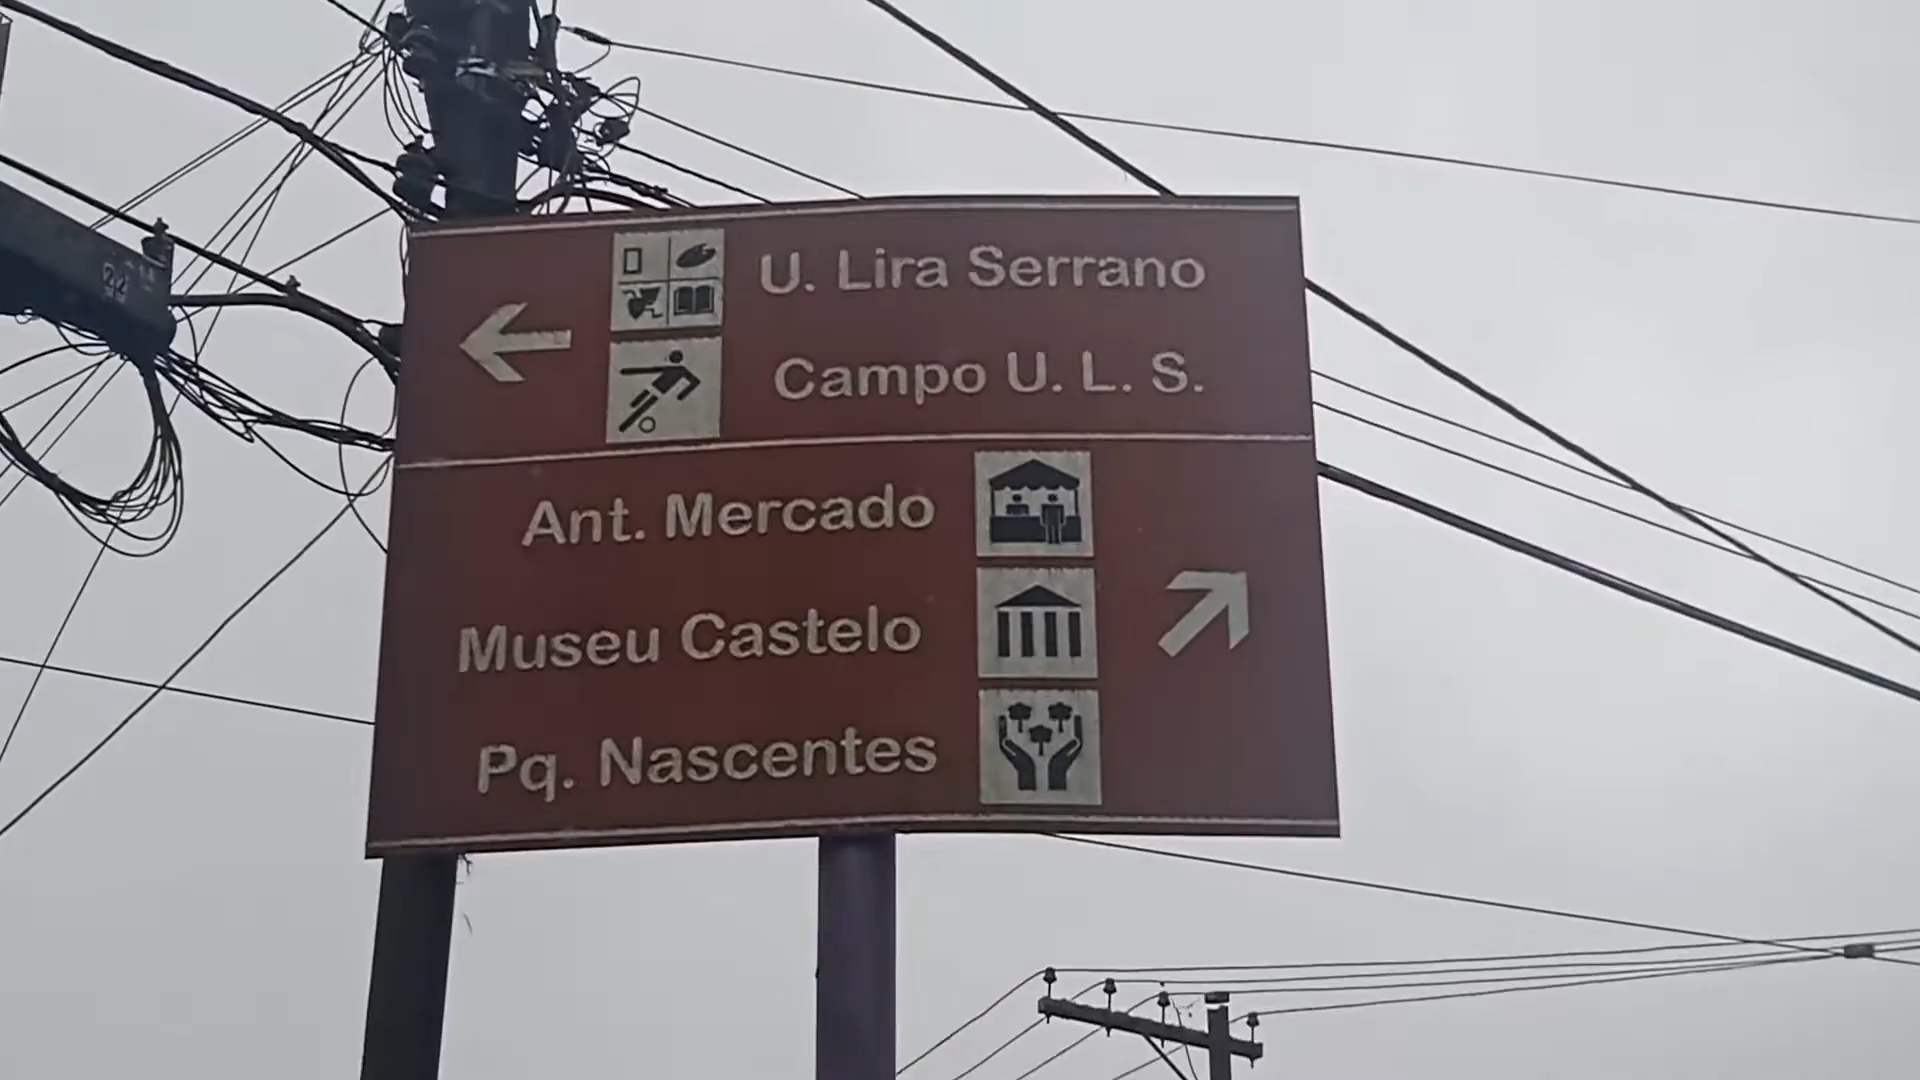 U. Lira Serrano
Campo U. L. S.
Ant. Mercado
Museu Castelo
Pq. Nascentes